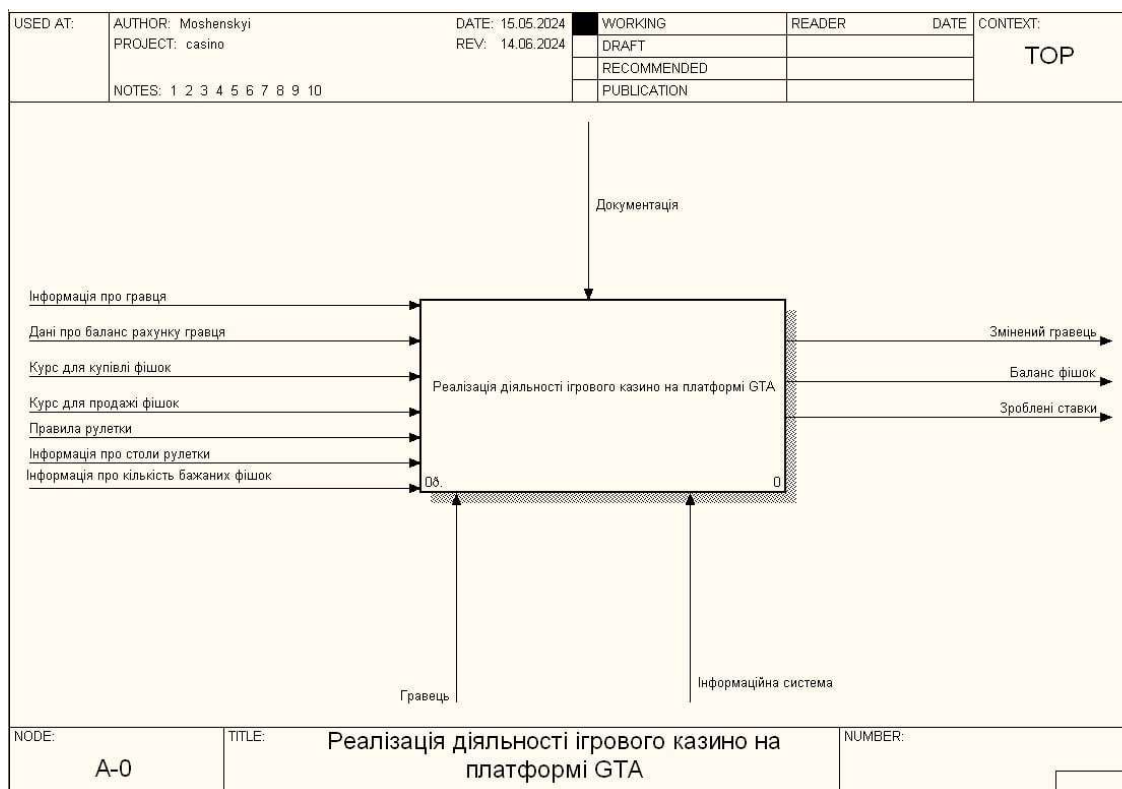 USED AT:
AUTHOR: Moshenskyi
DATE: 15.05.2024
WORKING
READER
DATE
CONTEXT:
PROJECT: casino
REV: 14.06.2024
DRAFT
TOP
RECOMMENDED
NOTES: 1 2 3 4 5 6 7 8 9 10
PUBLICATION
Документація
Інформація про гравця
Дані про баланс рахунку гравця
Курс для купівлі фішок
Курс для продажі фішок
Правила рулетки
Інформація про столи рулетки
Інформація про кількість бажаних фішок
Реалізація діяльності ігрового казино на платформі GTA
0ð.
0
Змінений гравець
Баланс фішок
Зроблені ставки
Гравець
Інформаційна система
NODE:
A-0
TITLE:
Реалізація діяльності ігрового казино на
платформі GTA
NUMBER: